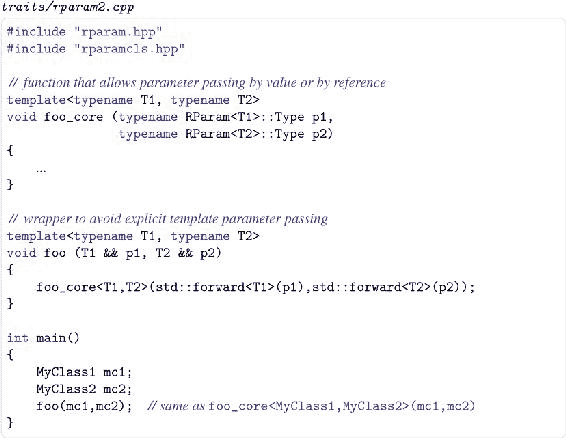 traits/rparam2.cpp
#include "rparam.hpp"
#include "rparamcls.hpp"
// function that allows parameter passing by value or by reference
template<typename T1, typename T2>
void foo_core (typename RParam<T1>::Type p1,
typename RParam<T2>::Type p2)
{
...
}
// wrapper to avoid explicit template parameter passing
template<typename T1, typename T2>
void foo (T1 && p1, T2 && p2)
{
foo_core<T1,T2>(std::forward<T1>(p1),std::forward<T2>(p2));
}
int main()
{
MyClass1 mc1;
MyClass2 mc2;
foo(mc1,mc2); // same as foo_core<MyClass1,MyClass2>(mc1,mc2)
}